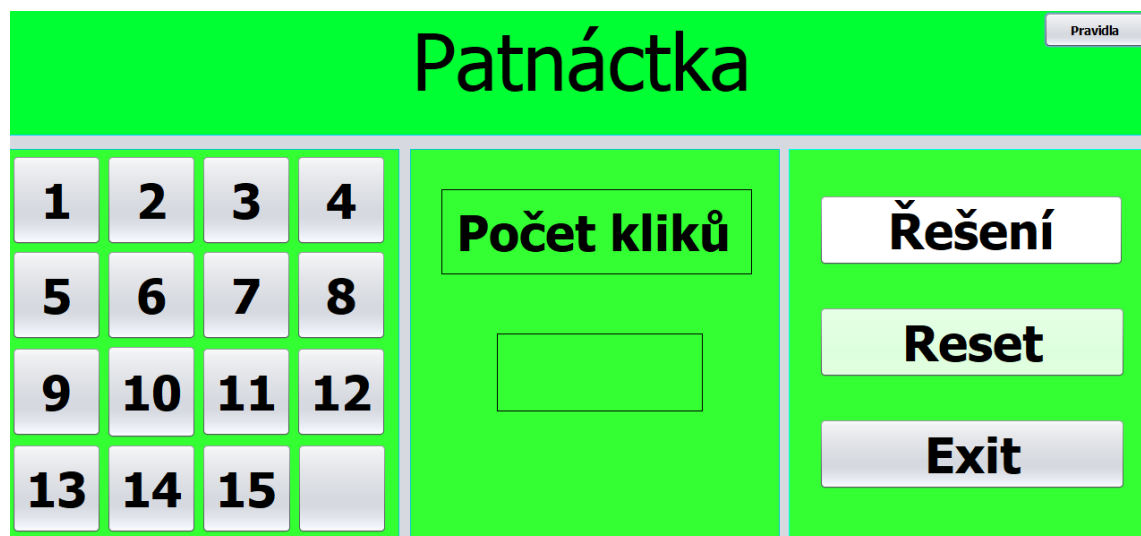 Patnáctka
Pravidla
1 2 3 4
5 6 7 8
9 10 11 12
13 14 15
Počet kliků
Řešení
Reset
Exit